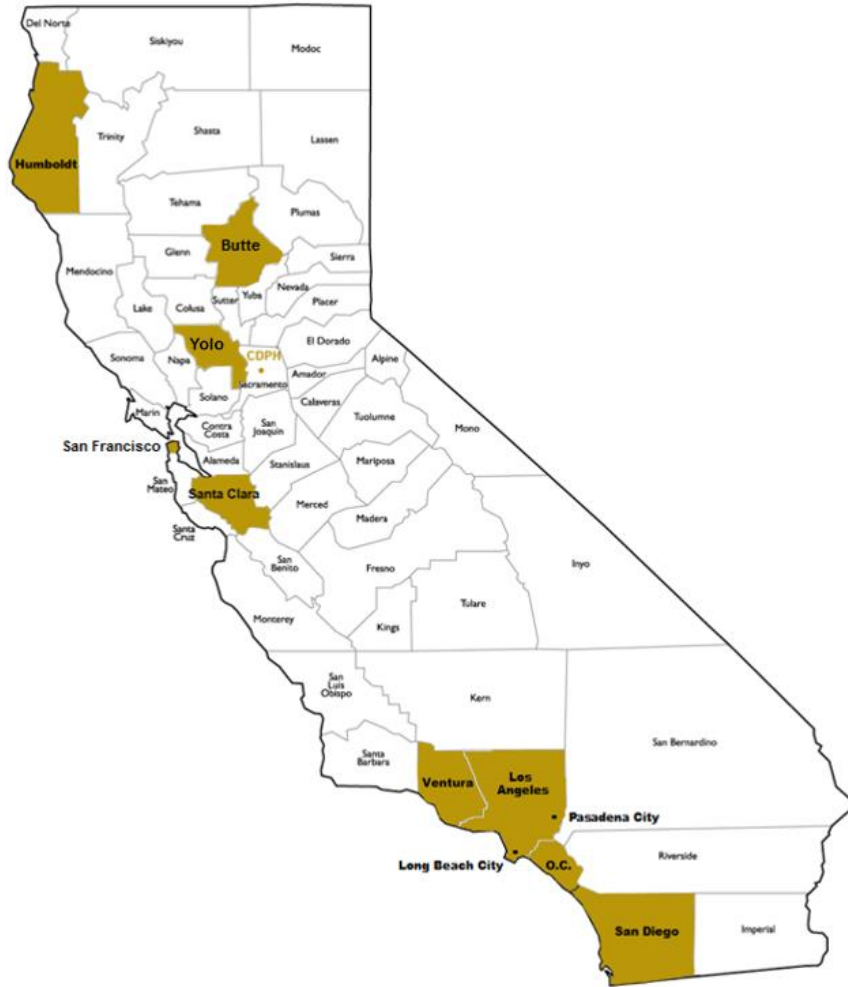 Del Norte
Siskiyou
Modoc
Humboldt
Trinity
Shasta
Lassen
Tehama
Plumas
Butte
Glenn
Sierra
Mendocino
Nevada
Yuba
Sutter
Colusa
Lake
Placer
Yolo
CDPH
El Dorado
Sonoma
Napa
Alpine
Sacramento
Amador
Solano
Calaveras
Marin
Contra
Costa
San
Joaquin
Tuolumne
Mono
San Francisco
Alameda
Stanislaus
Mariposa
San
Mateo
Santa Clara
Merced
Madera
Santa
Cruz
San
Benito
Fresno
Inyo
Tulare
Monterey
Kings
San
Luis
Obispo
Kern
San Bernardino
Santa
Barbara
Ventura
Los
Angeles
Pasadena City
Long Beach City
O.C.
Riverside
San Diego
Imperial